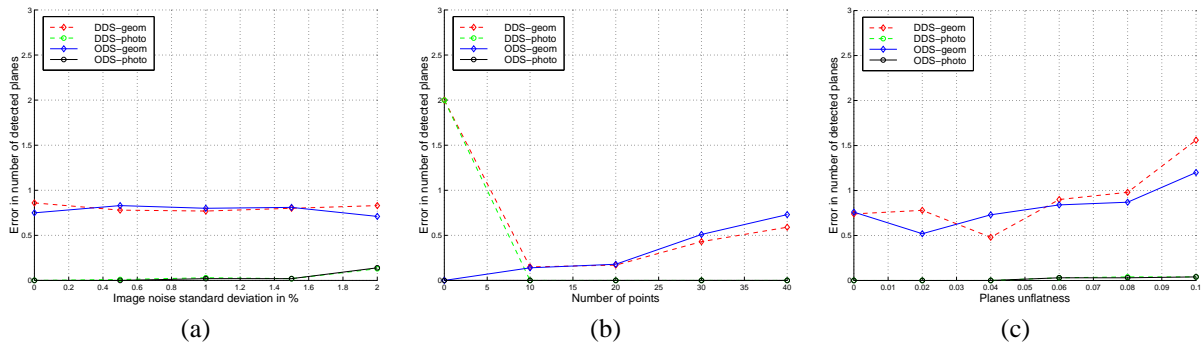 3
2.5
2
1.5
1
0.5
0
Error in number of detected planes
DDS-geom
DDS-photo
ODS-geom
ODS-photo
0 0.2 0.4 0.6 0.8 1.0 1.2 1.4 1.6 1.8 2
Image noise standard deviation in %
(a)
3
2.5
2
1.5
1
0.5
0
Error in number of detected planes
DDS-geom
DDS-photo
ODS-geom
ODS-photo
0 5 10 15 20 25 30 35 40
Number of points
(b)
3
2.5
2
1.5
1
0.5
0
Error in number of detected planes
DDS-geom
DDS-photo
ODS-geom
ODS-photo
0 0.01 0.02 0.03 0.04 0.05 0.06 0.07 0.08 0.09 0.1
Planes unflatness
(c)